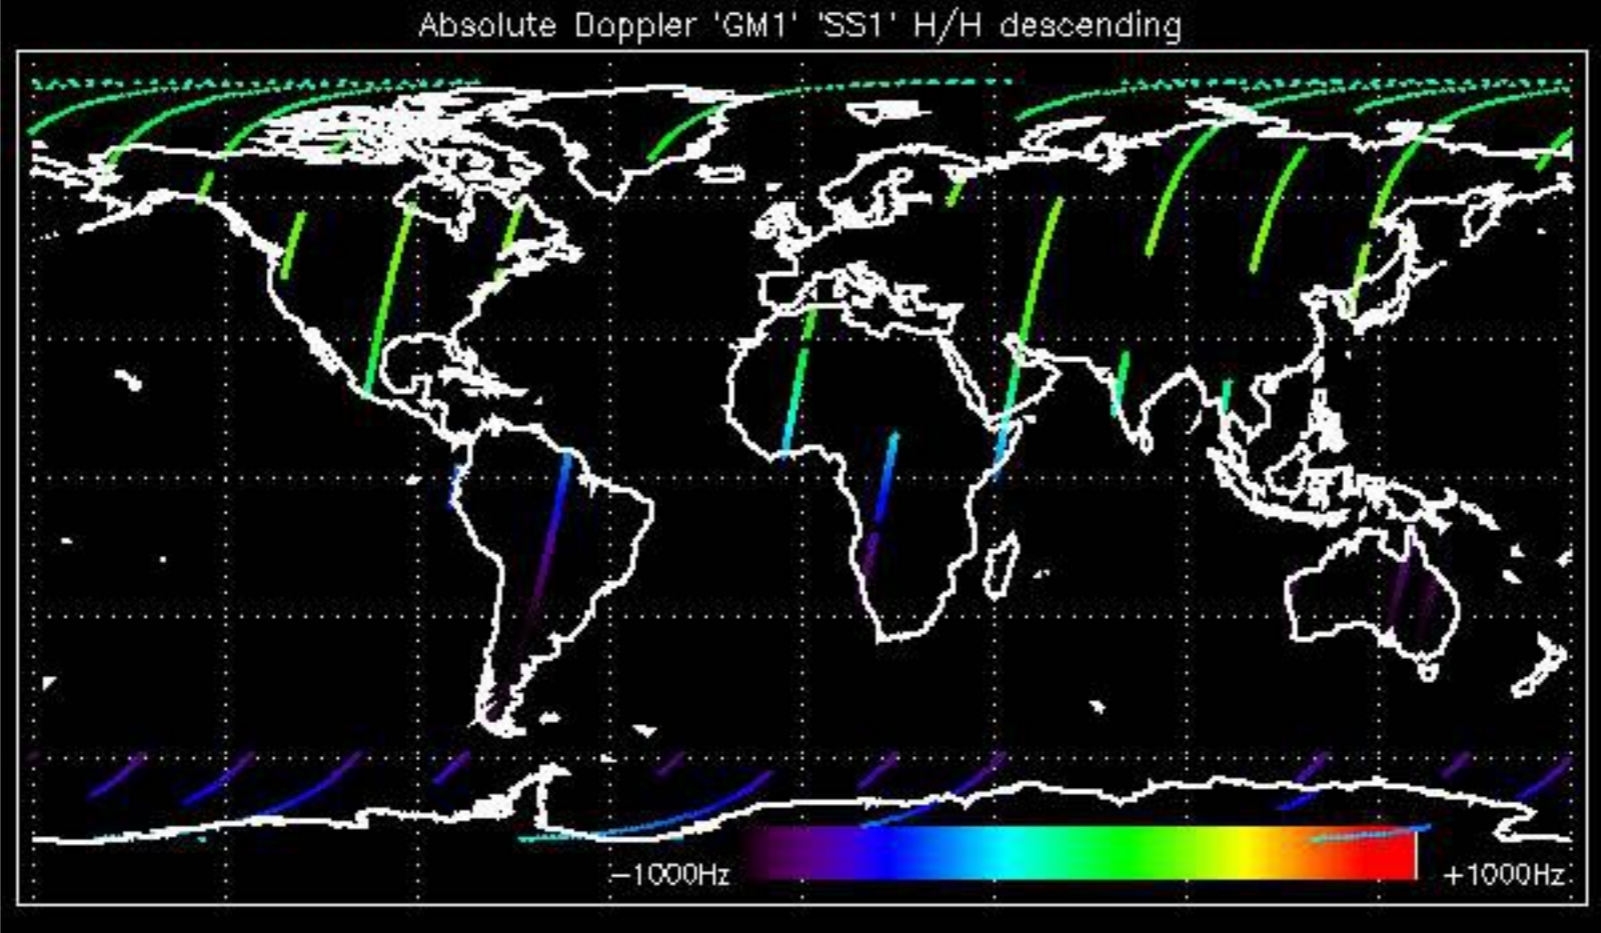 Absolute Doppler 'GM1' 'SS1' H/H descending
−1000Hz +1000Hz